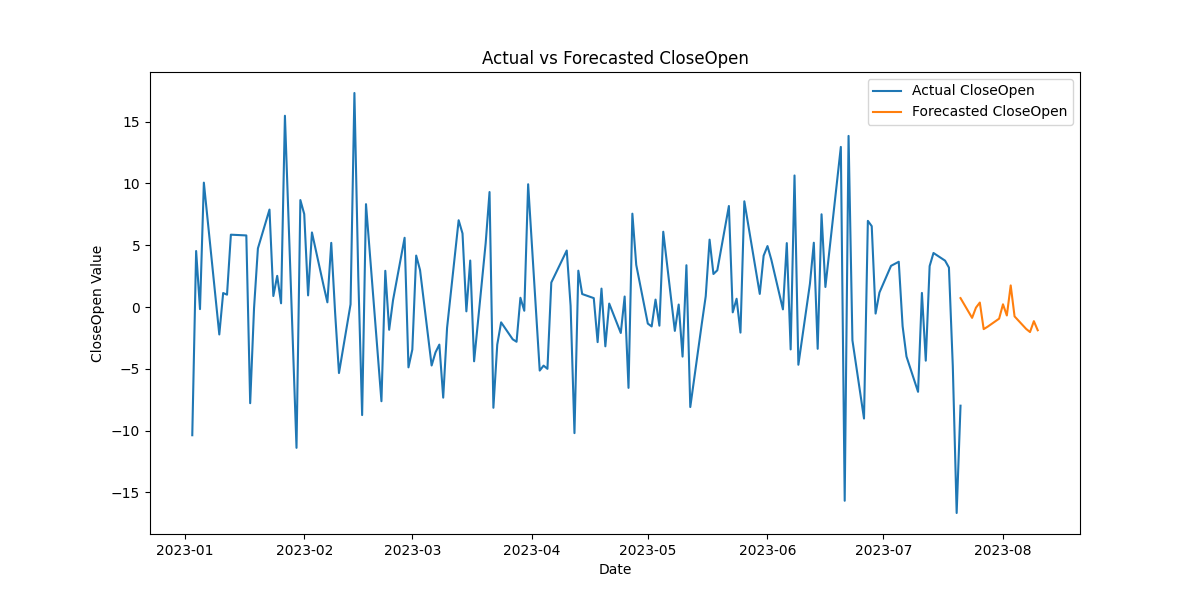 Actual vs Forecasted CloseOpen
Actual CloseOpen
Forecasted CloseOpen
CloseOpen Value
15
10
5
0
−5
−10
−15
2023-01 2023-02 2023-03 2023-04 2023-05 2023-06 2023-07 2023-08
Date